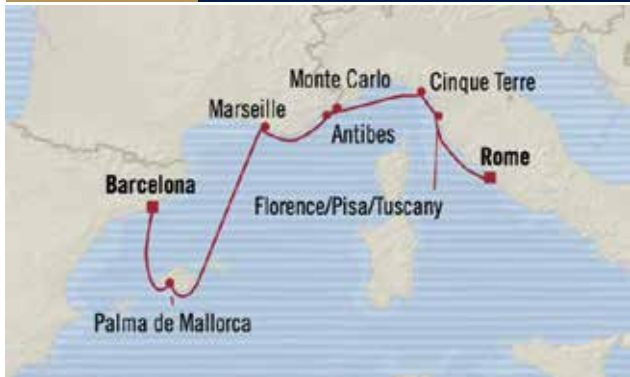 Monte Carlo
Cinque Terre
Marseille
Antibes
Rome
Barcelona
Florence/Pisa/Tuscany
Palma de Mallorca